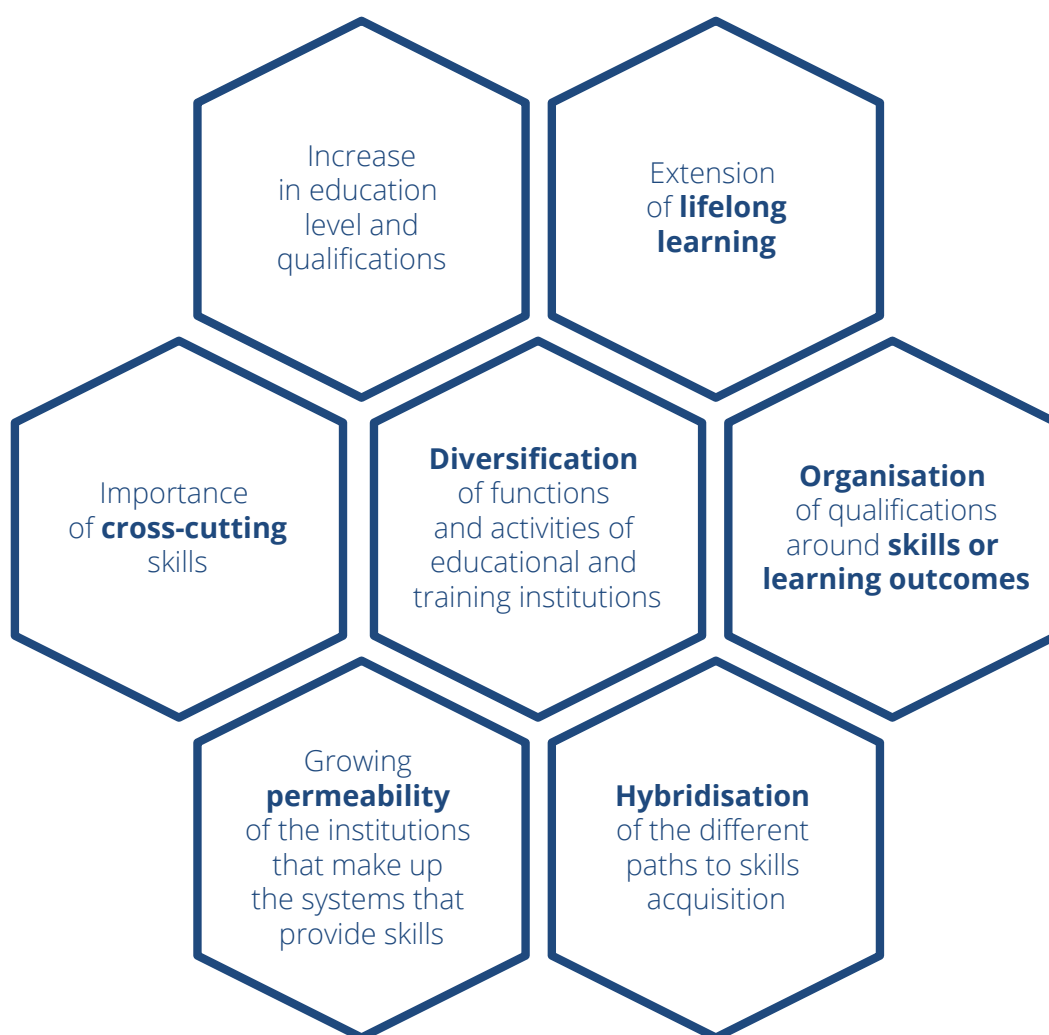 Increase
in education
level and
qualifications
Extension
of lifelong
learning
Importance
of cross-cutting
skills
Diversification
of functions
and activities of
educational and
training institutions
Organisation
of qualifications
around skills or
learning outcomes
Growing
permeability
of the institutions
that make up
the systems that
provide skills
Hybridisation
of the different
paths to skills
acquisition